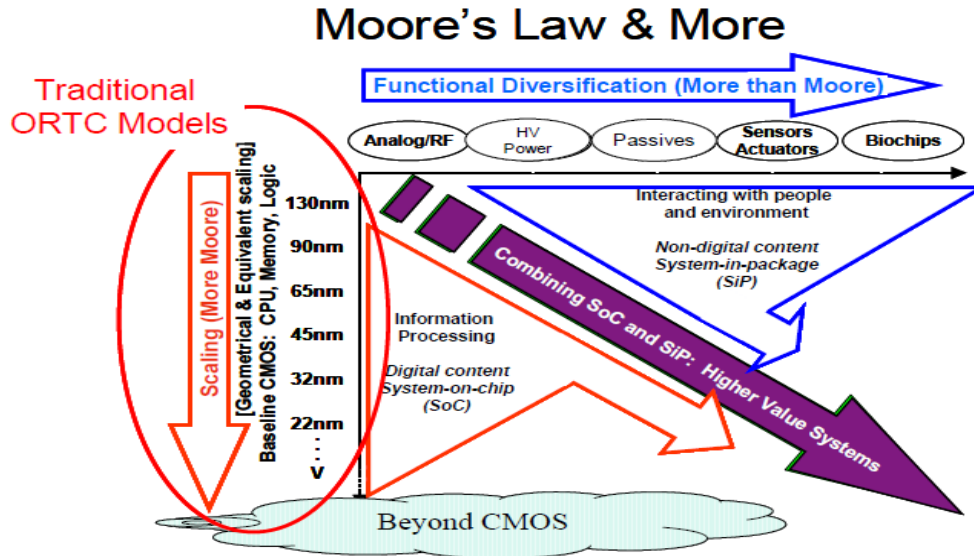 Moore's Law & More
Traditional
ORTC Models
Functional Diversification (More than Moore)
Analog/RF
HV
Power
Passives
Sensors
Actuators
Biochips
Scaling (More Moore)
[Geometrical & Equivalent scaling]
Baseline CMOS: CPU, Memory, Logic
130nm
90nm
65nm
45nm
32nm
22nm
V
Interacting with people
and environment
Non-digital content
System-in-package
(SiP)
Combining SoC and SiP: Higher Value Systems
Information
Processing
Digital content
System-on-chip
(SoC)
Beyond CMOS